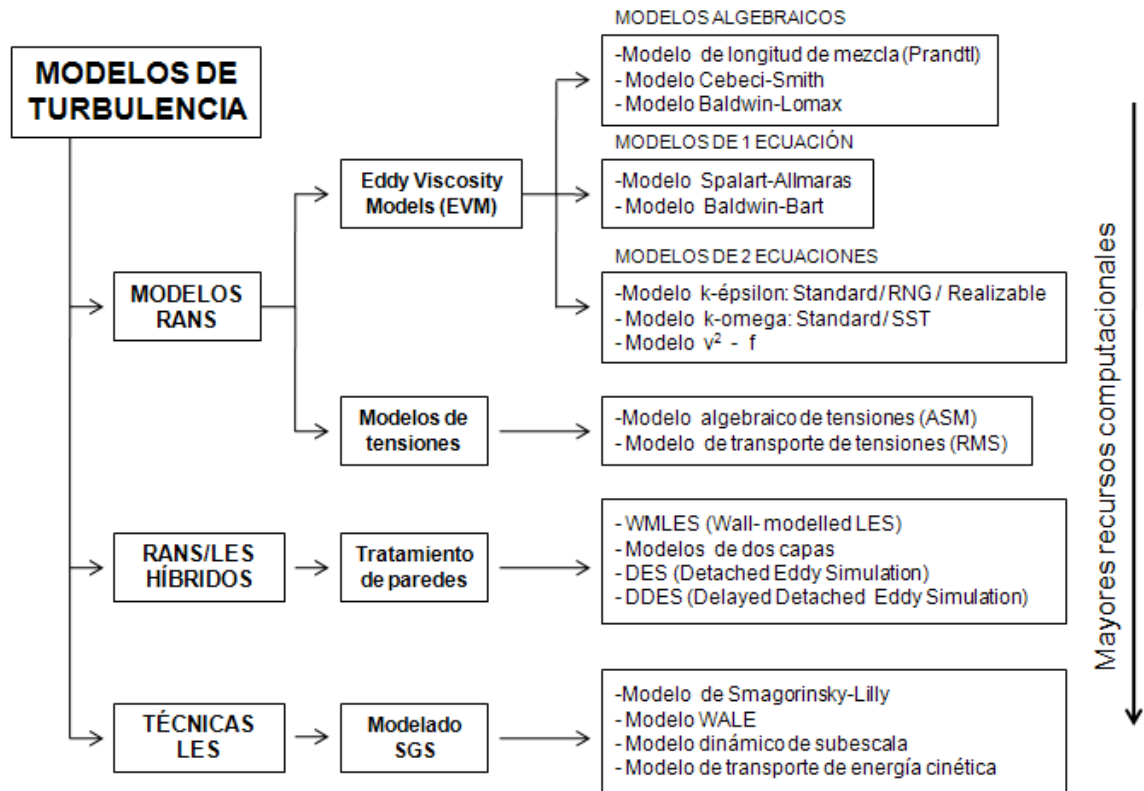 MODELOS DE
TURBULENCIA
MODELOS
RANS
Eddy Viscosity
Models (EVM)
MODELOS ALGEBRAICOS
-Modelo de longitud de mezcla (Prandtl)
-Modelo Cebeci-Smith
-Modelo Baldwin-Lomax
MODELOS DE 1 ECUACIÓN
-Modelo Spalart-Allmaras
-Modelo Baldwin-Bart
MODELOS DE 2 ECUACIONES
-Modelo k-épsilon: Standard/RNG / Realizable
-Modelo k-omega: Standard/SST
-Modelo v² - f
Modelos de
tensiones
-Modelo algebraico de tensiones (ASM)
-Modelo de transporte de tensiones (RMS)
RANS/LES
HÍBRIDOS
Tratamiento
de paredes
- WMLES (Wall- modelled LES)
- Modelos de dos capas
- DES (Detached Eddy Simulation)
- DDES (Delayed Detached Eddy Simulation)
TÉCNICAS
LES
Modelado
SGS
-Modelo de Smagorinsky-Lilly
-Modelo WALE
- Modelo dinámico de subescala
- Modelo de transporte de energía cinética
Mayores recursos computacionales